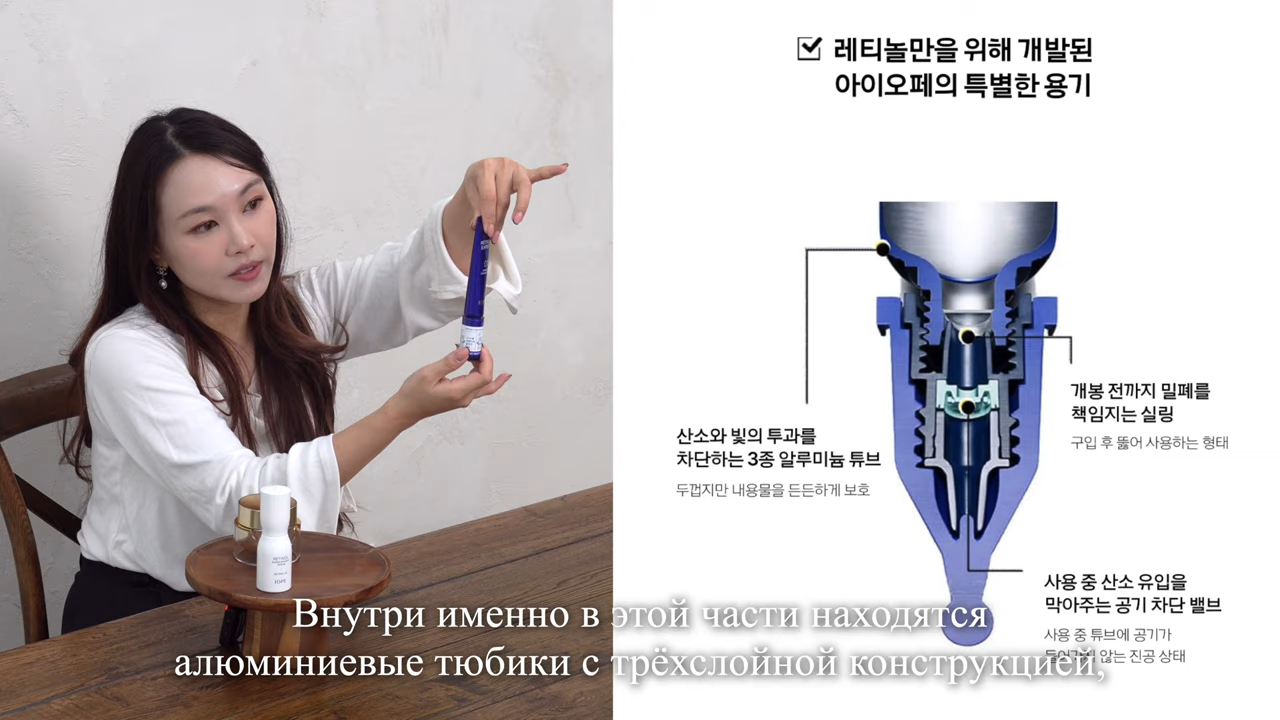 레티놀만을 위해 개발된
아이오페의 특별한 용기
산소와 빛의 투과를
차단하는 3종 알루미늄 튜브
두껍지만 내용물을 든든하게 보호
개봉 전까지 밀폐를
책임지는 실링
구입 후 뚫어 사용하는 형태
사용 중 산소 유입을
막아주는 공기 차단 밸브
사용 중 튜브에 공기가
않는 진공 상태
RETINOL
IOPE
Внутри именно в этой части находятся
алюминиевые тюбики с трёхслойной конструкцией,